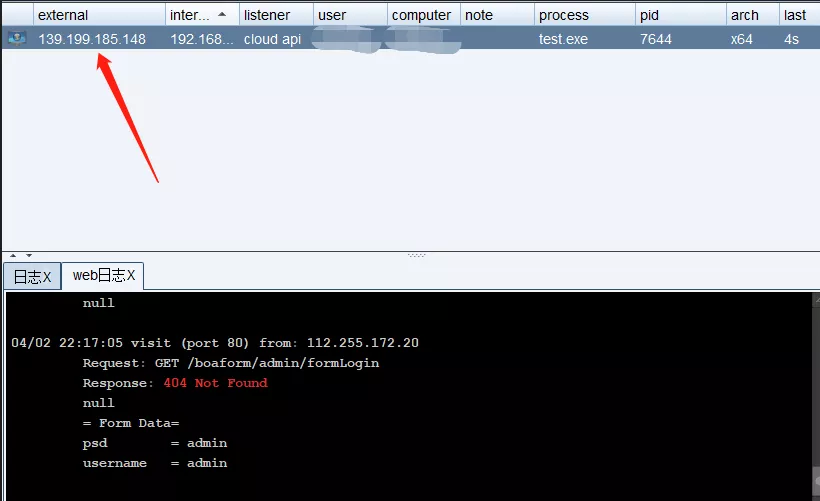 external inter... listener user computer note process pid arch last
139.199.185.148 192.168... cloud api test.exe 7644 x64 4s
日志X web日志X
null
04/02 22:17:05 visit (port 80) from: 112.255.172.20
Request: GET /boaform/admin/formLogin
Response: 404 Not Found
null
= Form Data=
psd = admin
username = admin